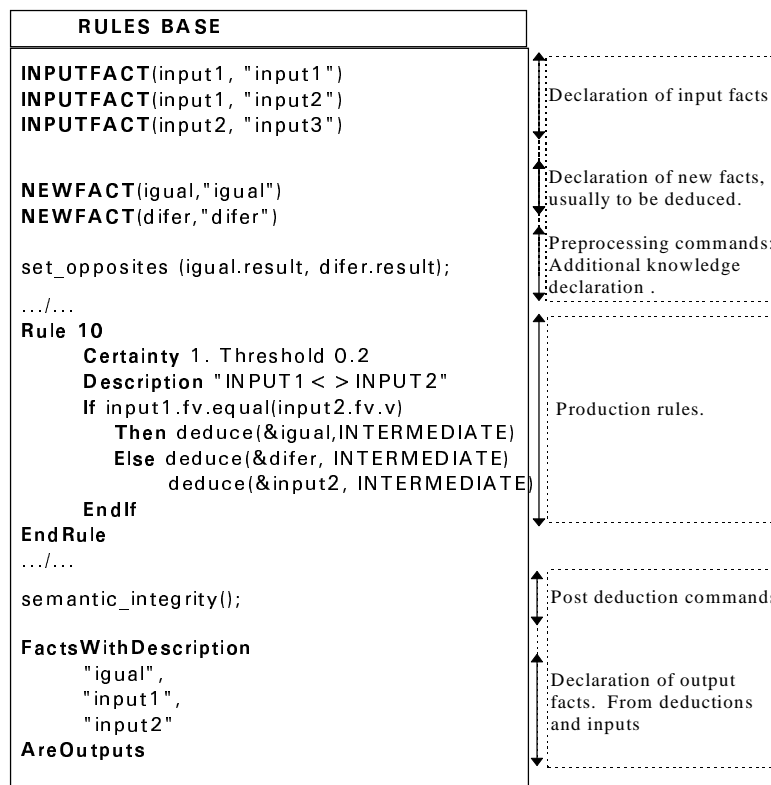 RULES BASE
INPUTFACT(input1, "input1")
INPUTFACT(input1, "input2")
INPUTFACT(input2, "input3")
Declaration of input facts
NEWFACT(igual,"igual")
NEWFACT(difer,"difer")
Declaration of new facts,
usually to be deduced.
set_opposites (igual.result, difer.result);
Preprocessing commands:
Additional knowledge
declaration .
.../...
Rule 10
Certainty 1. Threshold 0.2
Description "INPUT1 < > INPUT2"
If input1.fv.equal(input2.fv.v)
Then deduce(&igual,INTERMEDIATE)
Else deduce(&difer, INTERMEDIATE)
deduce(&input2, INTERMEDIATE)
EndIf
EndRule
Production rules.
.../...
semantic_integrity();
Post deduction command
FactsWithDescription
"igual",
"input1",
"input2"
AreOutputs
Declaration of output
facts. From deductions
and inputs